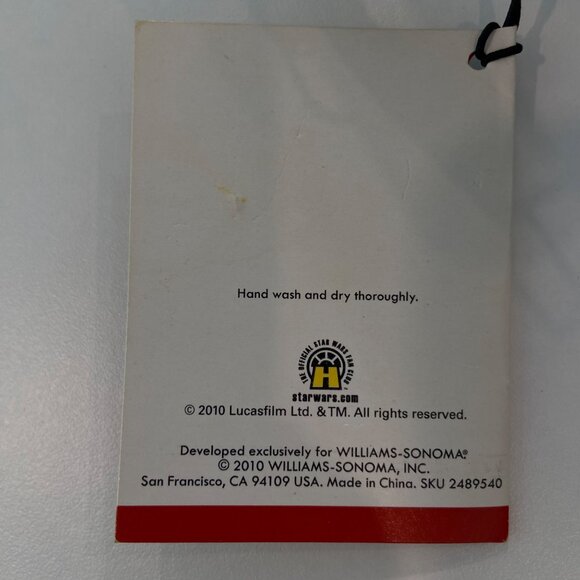 Hand wash and dry thoroughly.
THE OFFICIAL STAR WARS FAN CLUB
H
starwars.com
© 2010 Lucasfilm Ltd. & TM. All rights reserved.
Developed exclusively for WILLIAMS-SONOMA®
© 2010 WILLIAMS-SONOMA, INC.
San Francisco, CA 94109 USA. Made in China. SKU 2489540